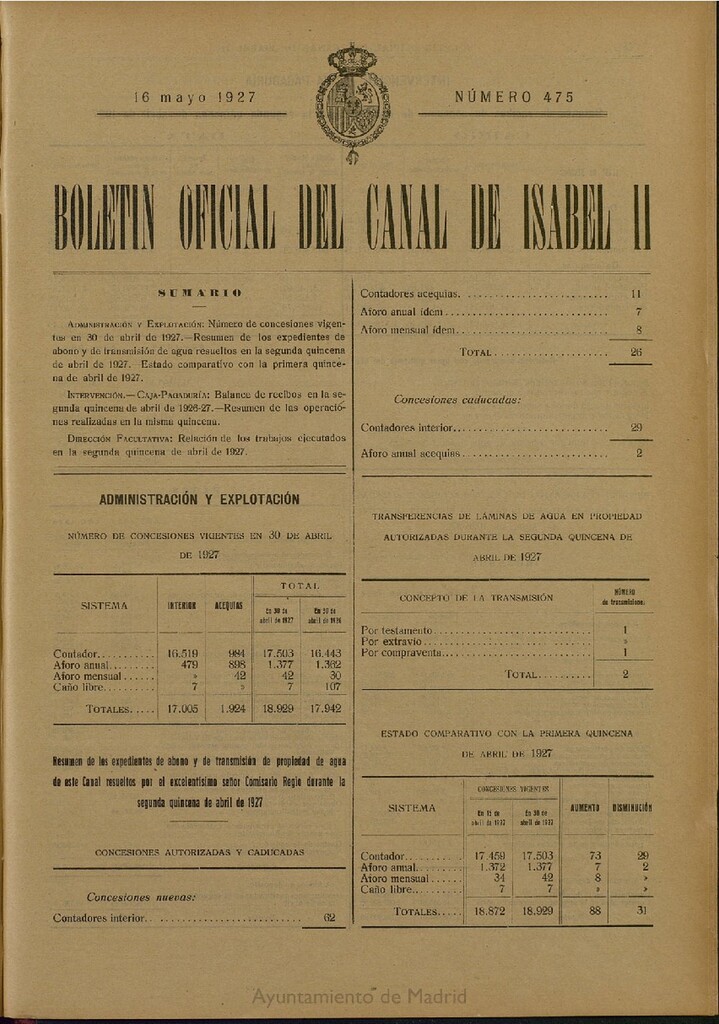 16 mayo 1927
NÚMERO 475
BOLETIN OFICIAL DEL CANAL DE ISABEL II
SUMARIO
ADMINISTRACIÓN Y EXPLOTACIÓN: Número de concesiones vigen-
tes en 30 de abril de 1927.—Resumen de los expedientes de
abono y de transmisión de agua resueltos en la segunda quincena
de abril de 1927.—Estado comparativo con la primera quince-
na de abril de 1927.
INTERVENCIÓN.—CAJA-PAGADURÍA: Balance de recibos en la se-
gunda quincena de abril de 1926-27.—Resumen de las operacio-
nes realizadas en la misma quincena.
DIRECCIÓN FACULTATIVA: Relación de los trabajos ejecutados
en la segunda quincena de abril de 1927.
ADMINISTRACIÓN Y EXPLOTACIÓN
NÚMERO DE CONCESIONES VIGENTES EN 30 DE ABRIL
DE 1927
TOTAL
SISTEMA INTERIOR ACEQUIAS En 30 de En 30 de
abril de 1927 abril de 1926
Contador.......... 16.519 984 17.503 16.443
Aforo anual........ 479 898 1.377 1.362
Aforo mensual...... » 42 42 30
Caño libre......... 7 » 7 107
TOTALES..... 17.005 1.924 18.929 17.942
Resumen de los expedientes de abono y de transmisión de propiedad de agua
de este Canal resueltos por el excelentísimo señor Comisario Regio durante la
segunda quincena de abril de 1927
CONCESIONES AUTORIZADAS Y CADUCADAS
Concesiones nuevas:
Contadores interior.......................... 62
Contadores acequias.......................... 11
Aforo anual ídem............................. 7
Aforo mensual ídem........................... 8
TOTAL.................... 26
Concesiones caducadas:
Contadores interior.......................... 29
Aforo anual acequias......................... 2
TRANSFERENCIAS DE LÁMINAS DE AGUA EN PROPIEDAD
AUTORIZADAS DURANTE LA SEGUNDA QUINCENA DE
ABRIL DE 1927
CONCEPTO DE LA TRANSMISIÓN NÚMERO
de transmisiones.
Por testamento............................... 1
Por extravío................................. »
Por compraventa.............................. 1
TOTAL.......... 2
ESTADO COMPARATIVO CON LA PRIMERA QUINCENA
DE ABRIL DE 1927
CONCESIONES VIGENTES
SISTEMA En 15 de En 30 de AUMENTO DISMINUCIÓN
abril de 1927 abril de 1927
Contador.......... 17.459 17.503 73 29
Aforo anual........ 1.372 1.377 7 2
Aforo mensual...... 34 42 8 »
Caño libre......... 7 7 » »
TOTALES..... 18.872 18.929 88 31
Ayuntamiento de Madrid